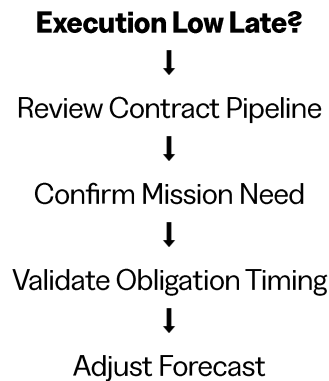 Execution Low Late?
Review Contract Pipeline
Confirm Mission Need
Validate Obligation Timing
Adjust Forecast